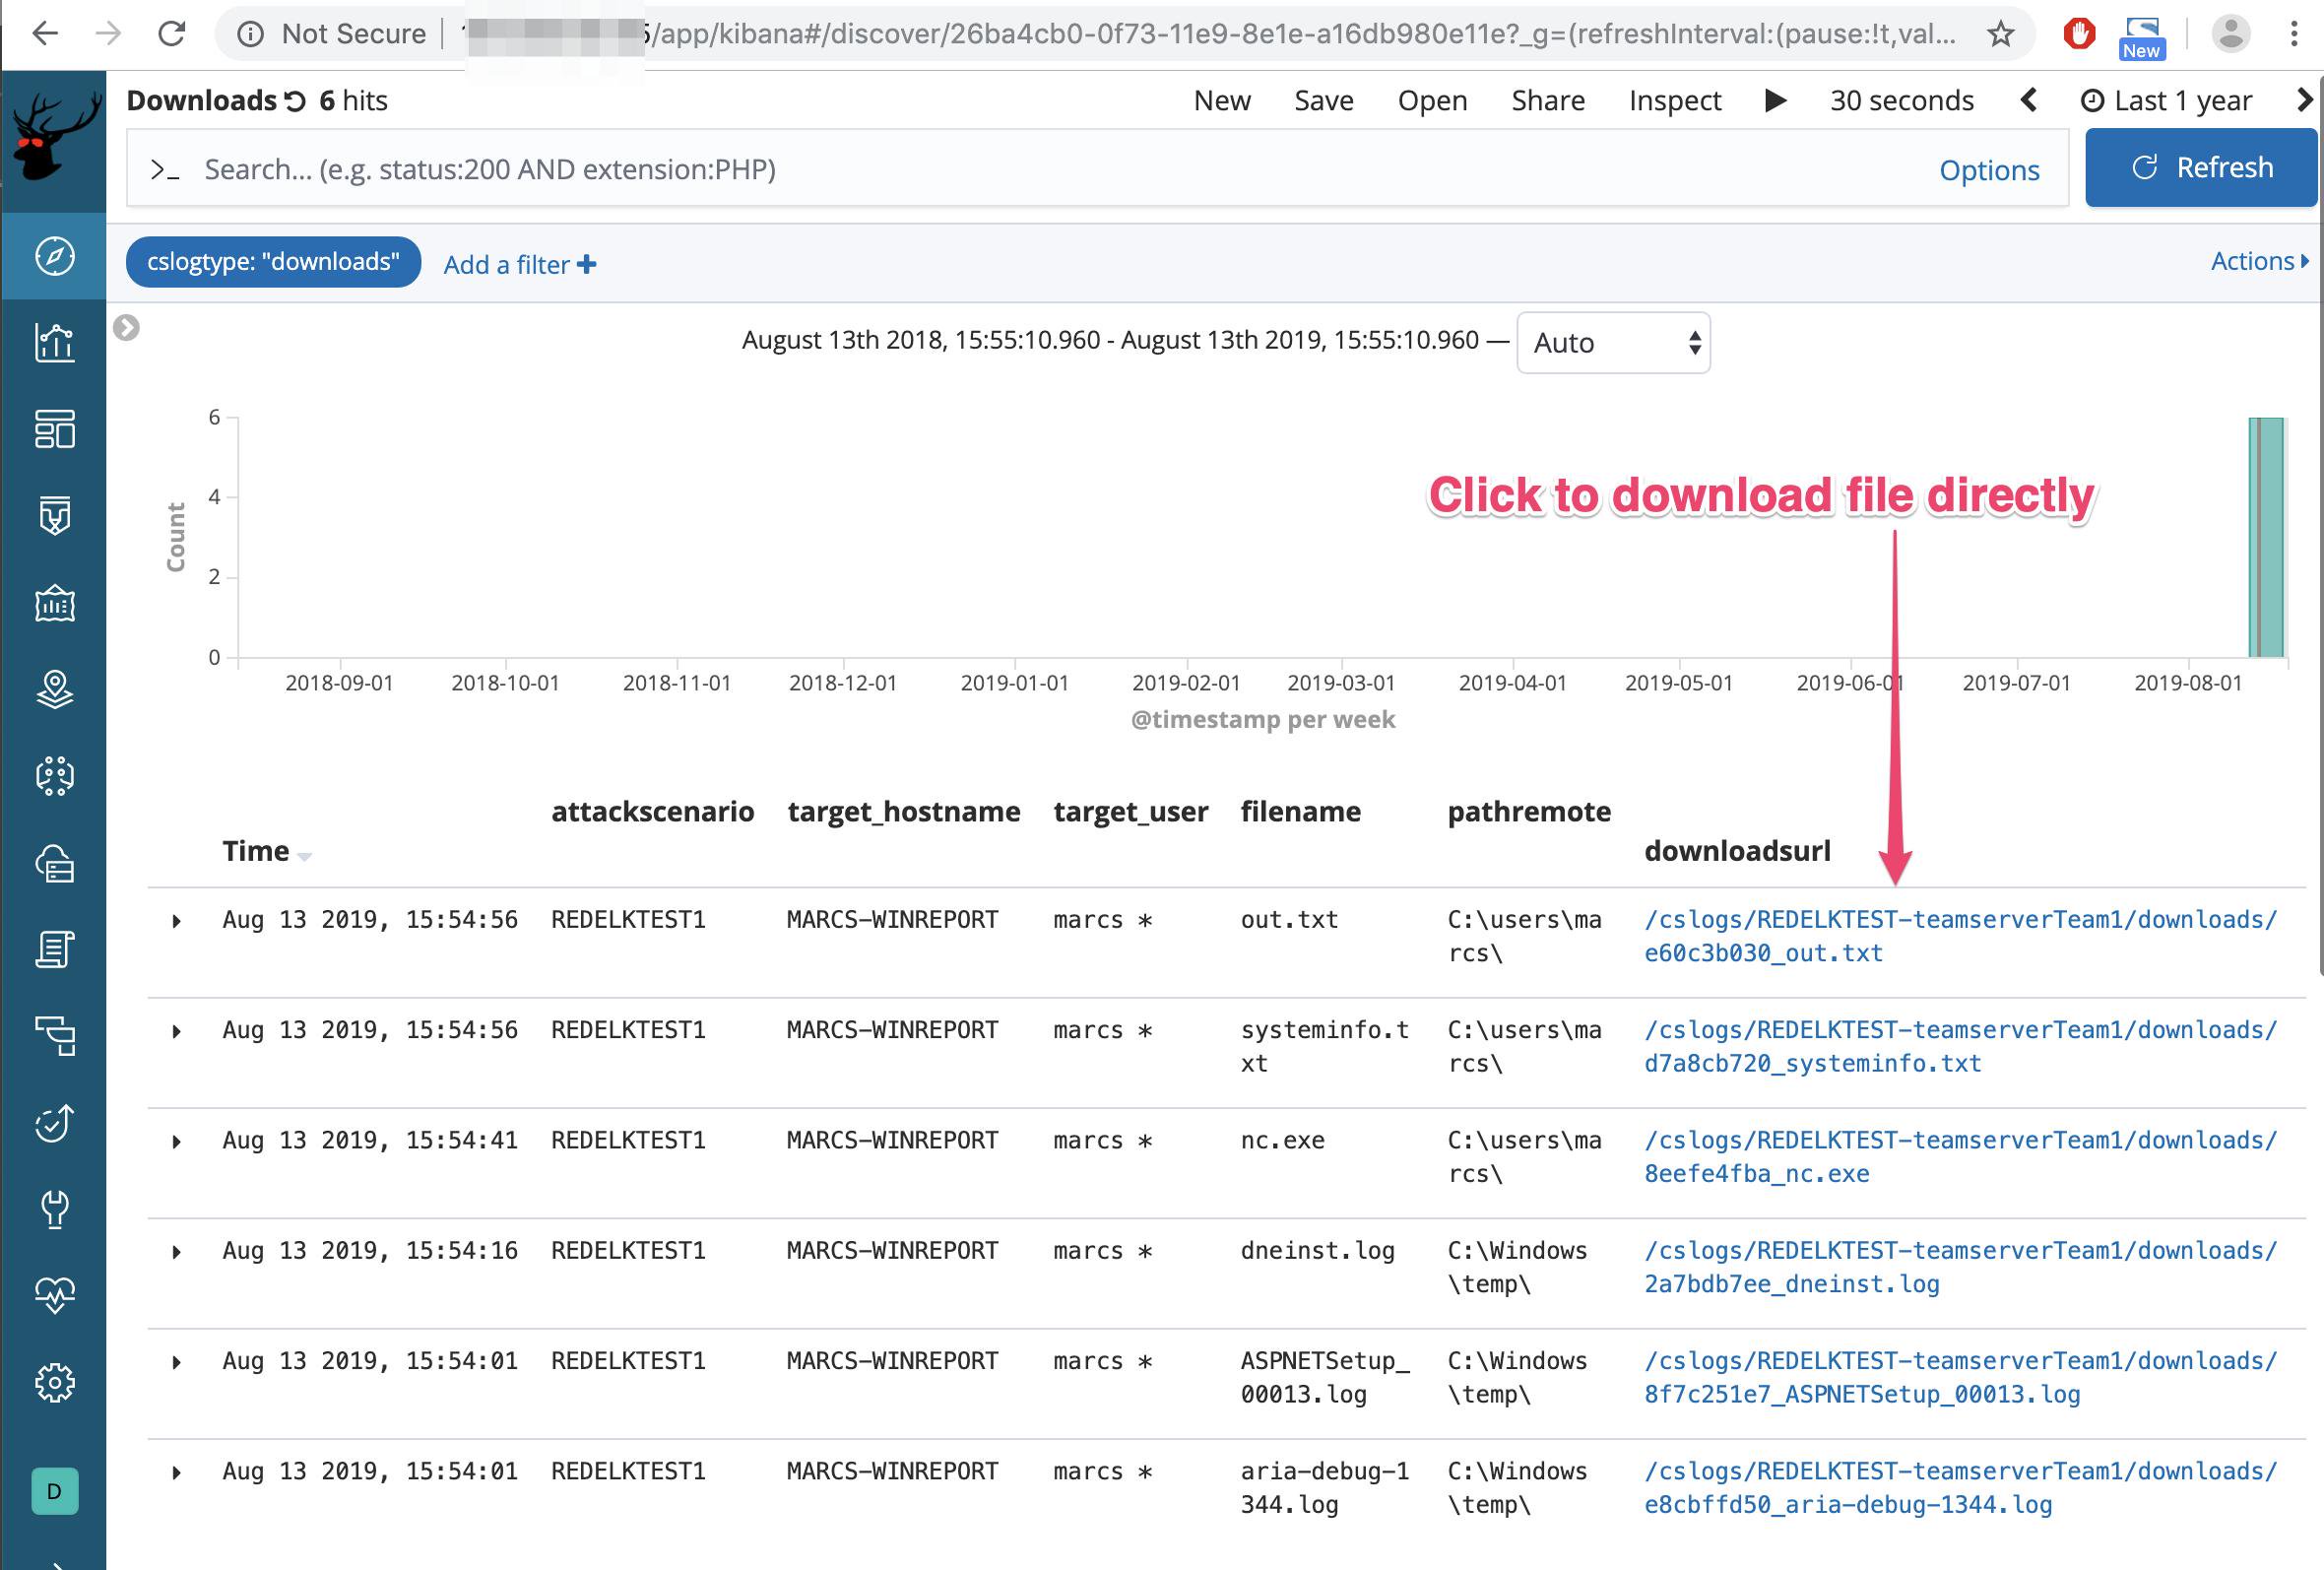 Not Secure
/app/kibana#/discover/26ba4cb0-0f73-11e9-8e1e-a16db980e11e?_g=(refreshInterval:(pause:!t,val...
New
Downloads 6 hits
New Save Open Share Inspect 30 seconds Last 1 year
>_ Search... (e.g. status:200 AND extension:PHP)
Options
Refresh
cslogtype: "downloads"
Add a filter +
Actions
August 13th 2018, 15:55:10.960 - August 13th 2019, 15:55:10.960 —
Auto
6
4
2
0
Count
Click to download file directly
2018-09-01 2018-10-01 2018-11-01 2018-12-01 2019-01-01 2019-02-01 2019-03-01 2019-04-01 2019-05-01 2019-06-01 2019-07-01 2019-08-01
@timestamp per week
attackscenario target_hostname target_user filename pathremote
Time downloadsurl
Aug 13 2019, 15:54:56 REDELKTEST1 MARCS-WINREPORT marcs * out.txt C:\users\ma /cslogs/REDELKTEST-teamserverTeam1/downloads/
rcs\ e60c3b030_out.txt
Aug 13 2019, 15:54:56 REDELKTEST1 MARCS-WINREPORT marcs * systeminfo.t C:\users\ma /cslogs/REDELKTEST-teamserverTeam1/downloads/
xt rcs\ d7a8cb720_systeminfo.txt
Aug 13 2019, 15:54:41 REDELKTEST1 MARCS-WINREPORT marcs * nc.exe C:\users\ma /cslogs/REDELKTEST-teamserverTeam1/downloads/
rcs\ 8eefe4fba_nc.exe
Aug 13 2019, 15:54:16 REDELKTEST1 MARCS-WINREPORT marcs * dneinst.log C:\Windows /cslogs/REDELKTEST-teamserverTeam1/downloads/
\temp\ 2a7bdb7ee_dneinst.log
Aug 13 2019, 15:54:01 REDELKTEST1 MARCS-WINREPORT marcs * ASPNETSetup_ C:\Windows /cslogs/REDELKTEST-teamserverTeam1/downloads/
00013.log \temp\ 8f7c251e7_ASPNETSetup_00013.log
Aug 13 2019, 15:54:01 REDELKTEST1 MARCS-WINREPORT marcs * aria-debug-1 C:\Windows /cslogs/REDELKTEST-teamserverTeam1/downloads/
344.log \temp\ e8cbffd50_aria-debug-1344.log
D